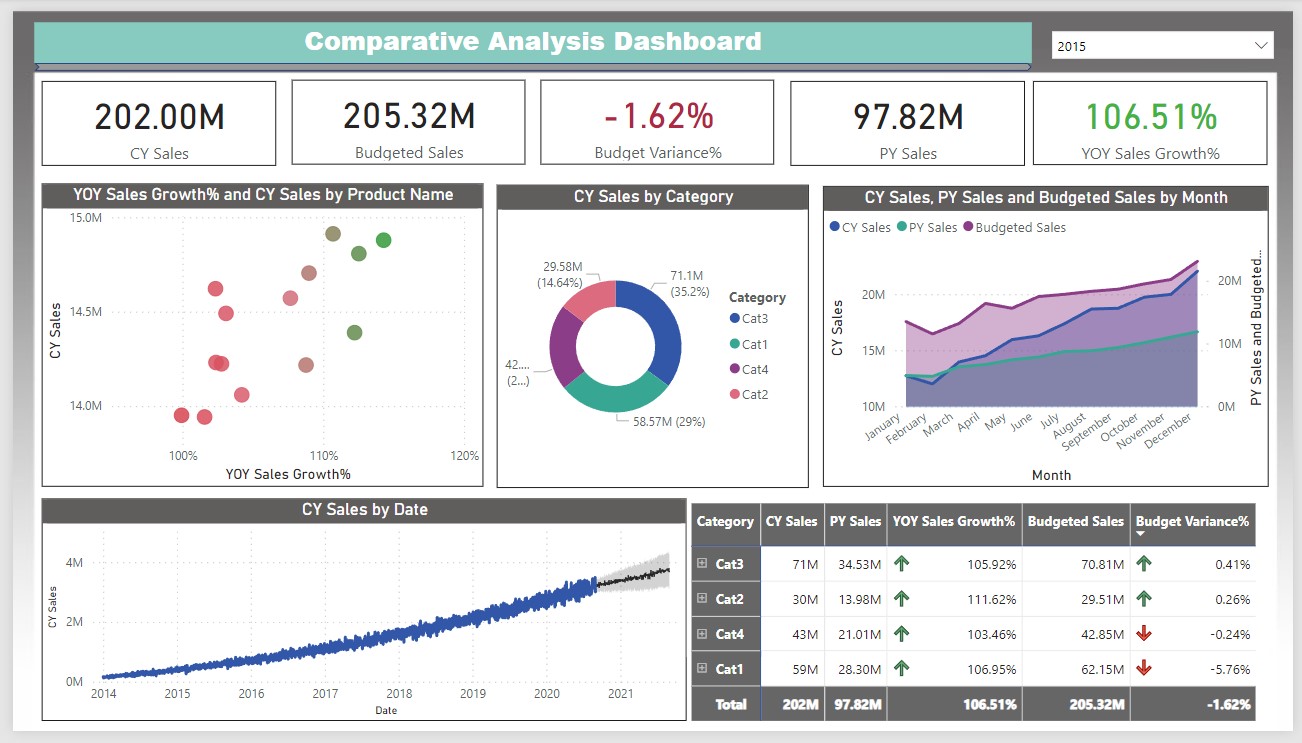 Comparative Analysis Dashboard
2015
202.00M
CY Sales
205.32M
Budgeted Sales
-1.62%
Budget Variance%
97.82M
PY Sales
106.51%
YOY Sales Growth%
YOY Sales Growth% and CY Sales by Product Name
15.0M
14.5M
14.0M
CY Sales
100%
110%
120%
YOY Sales Growth%
CY Sales by Category
29.58M
(14.64%)
71.1M
(35.2%)
42....
(2...)
58.57M (29%)
Category
Cat3
Cat1
Cat4
Cat2
CY Sales, PY Sales and Budgeted Sales by Month
CY Sales PY Sales Budgeted Sales
20M
15M
10M
CY Sales
20M
10M
0M
PY Sales and Budgeted...
January
February
March
April
May
June
July
August
September
October
November
December
Month
CY Sales by Date
4M
2M
0M
CY Sales
2014 2015 2016 2017 2018 2019 2020 2021
Date
Category CY Sales PY Sales YOY Sales Growth% Budgeted Sales Budget Variance%
Cat3 71M 34.53M 105.92% 70.81M 0.41%
Cat2 30M 13.98M 111.62% 29.51M 0.26%
Cat4 43M 21.01M 103.46% 42.85M -0.24%
Cat1 59M 28.30M 106.95% 62.15M -5.76%
Total 202M 97.82M 106.51% 205.32M -1.62%